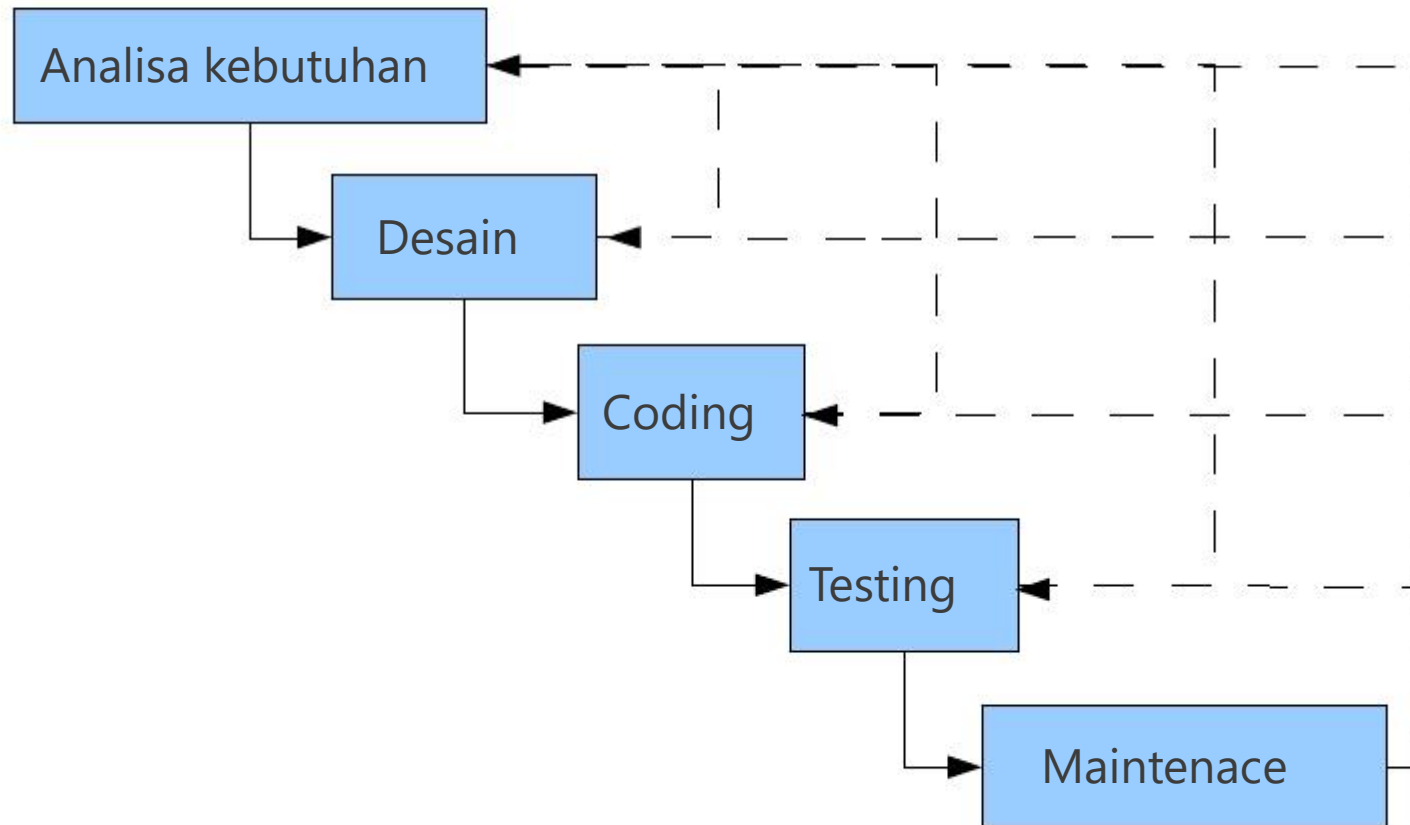 Analisa kebutuhan
Desain
Coding
Testing
Maintenace